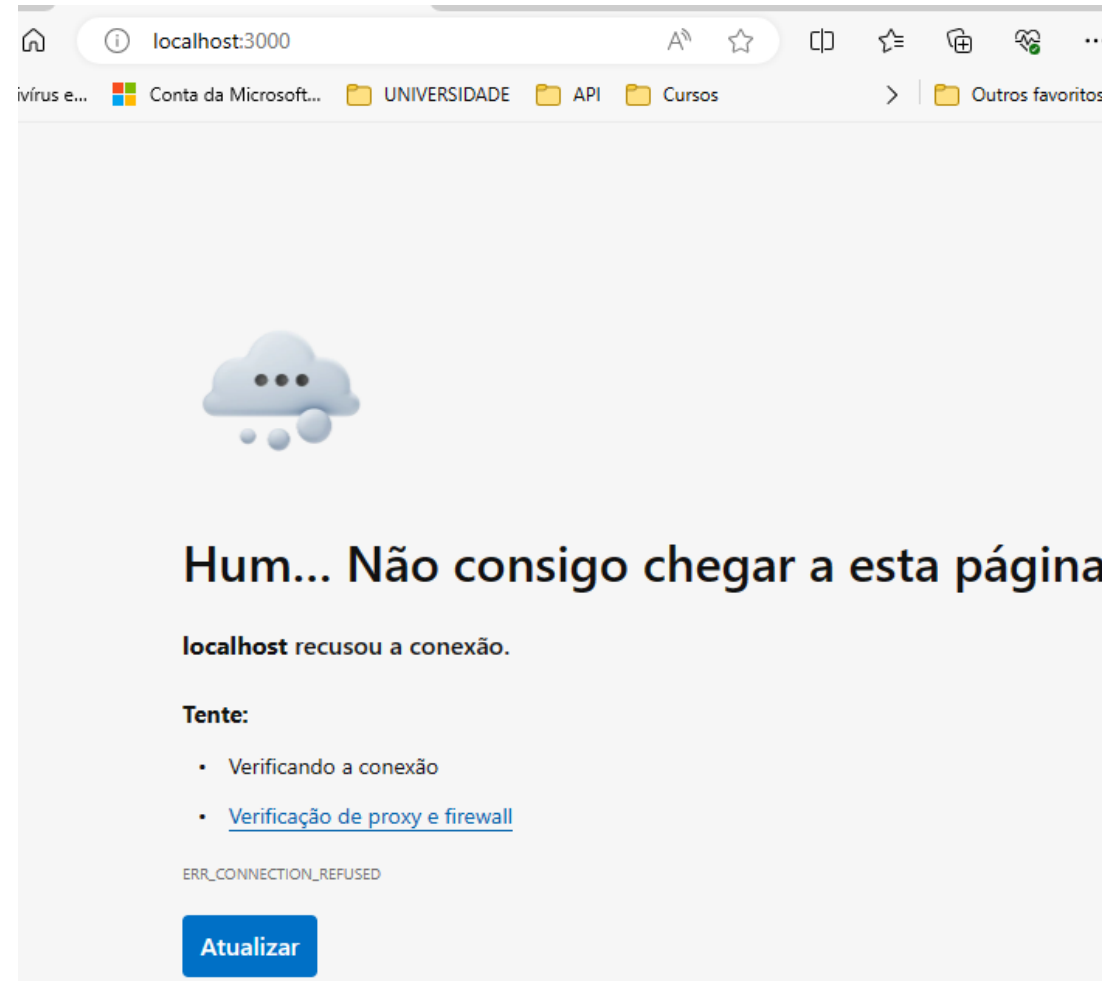 localhost:3000
ivírus e... Conta da Microsoft... UNIVERSIDADE API Cursos Outros favoritos
Hum... Não consigo chegar a esta página
localhost recusou a conexão.
Tente:
• Verificando a conexão
• Verificação de proxy e firewall
ERR_CONNECTION_REFUSED
Atualizar